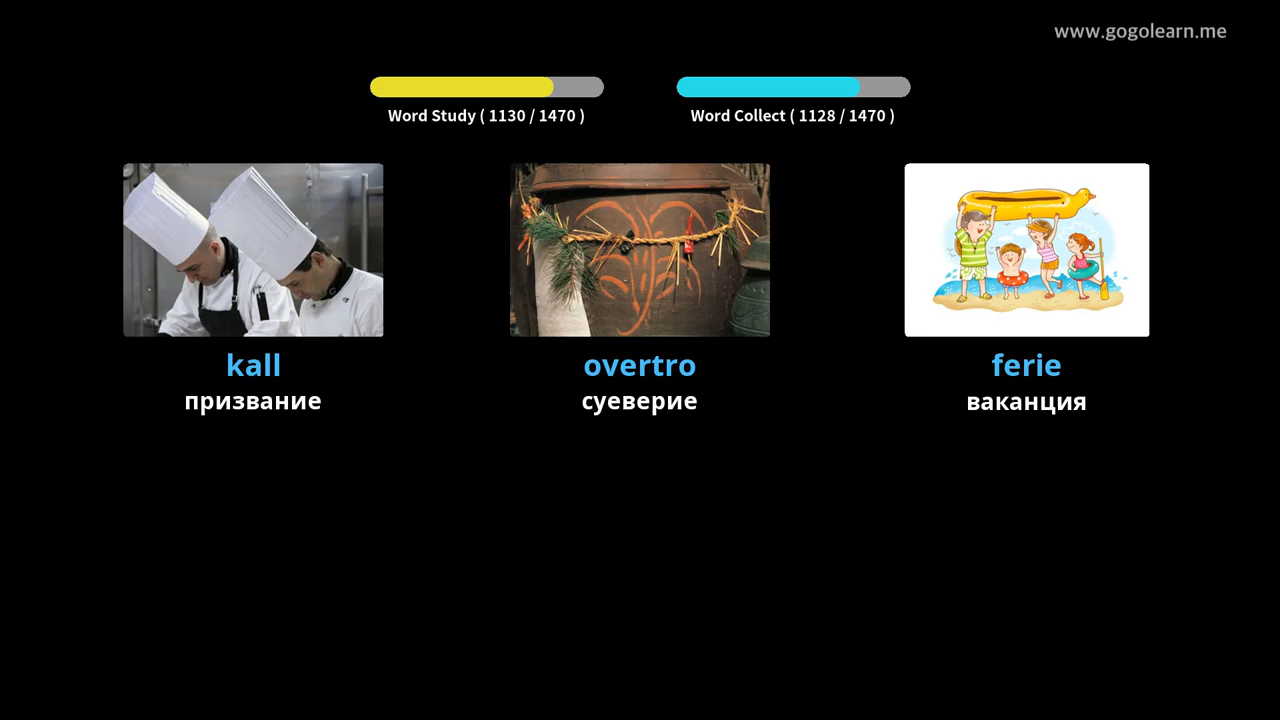 www.gogolearn.me
Word Study ( 1130 / 1470 )
Word Collect ( 1128 / 1470 )
kall
призвание
overtro
суеверие
ferie
ваканция